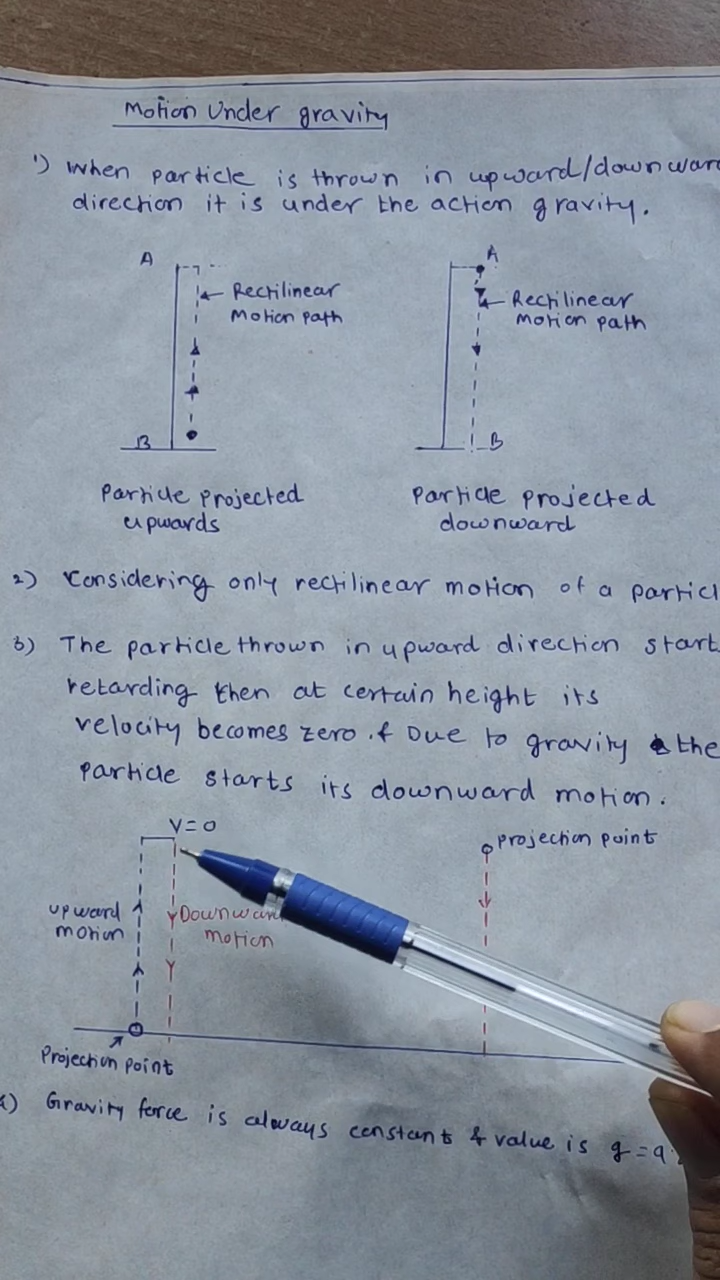 Motion Under gravity
1) When particle is thrown in upward/downward
direction it is under the action gravity.
A
Rectilinear
Motion path
B
Particle projected
upwards
A
Rectilinear
motion path
B
Particle projected
downward
2) Considering only rectilinear motion of a particl
3) The particle thrown in upward direction start
retarding then at certain height its
velocity becomes zero. & Due to gravity the
particle starts its downward motion.
V=0
upward
motion
Downward
motion
Projection point
projection point
4) Gravity force is always constant & value is g = 9.